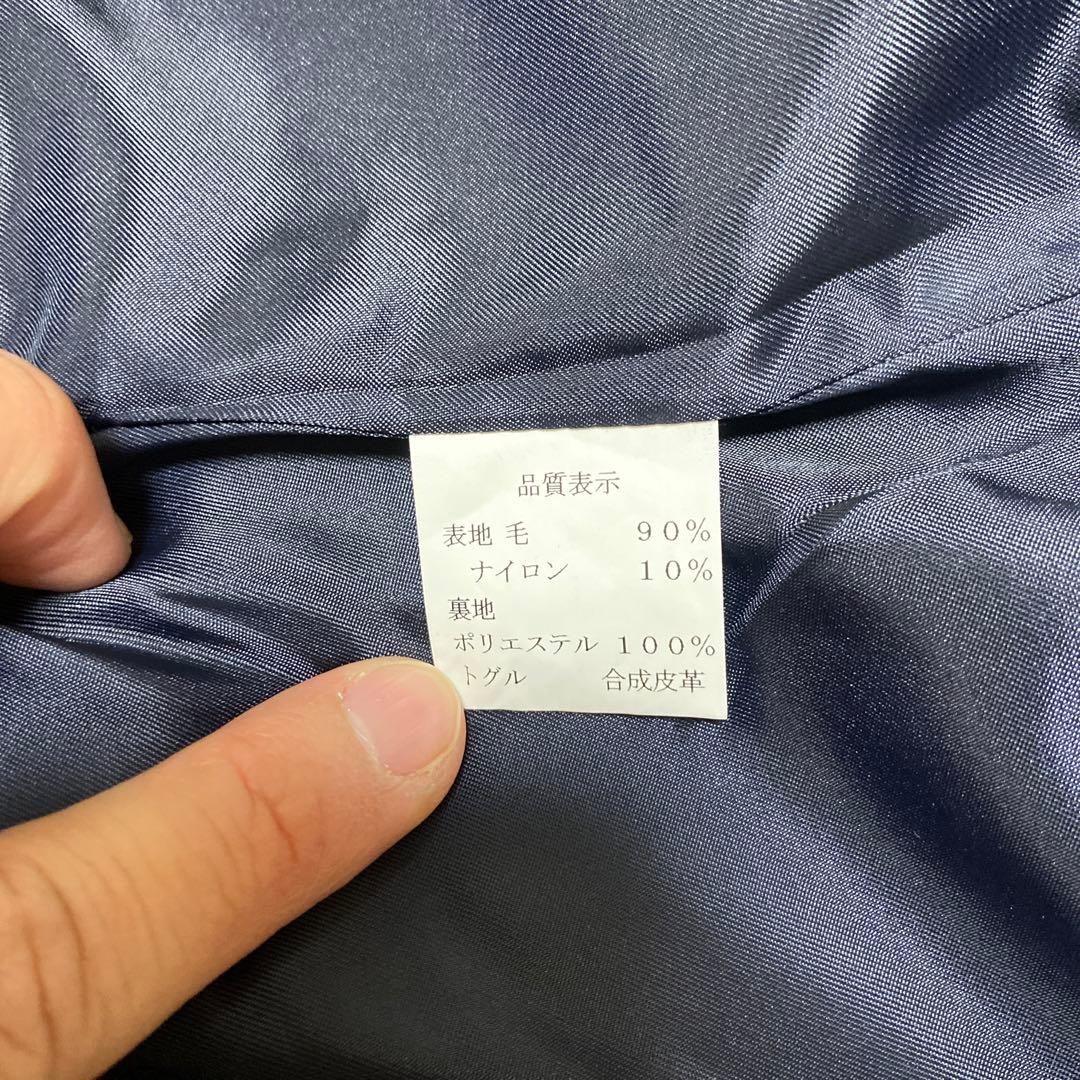 品質表示
表地 毛 90%
ナイロン 10%
裏地
ポリエステル 100%
トグル 合成皮革